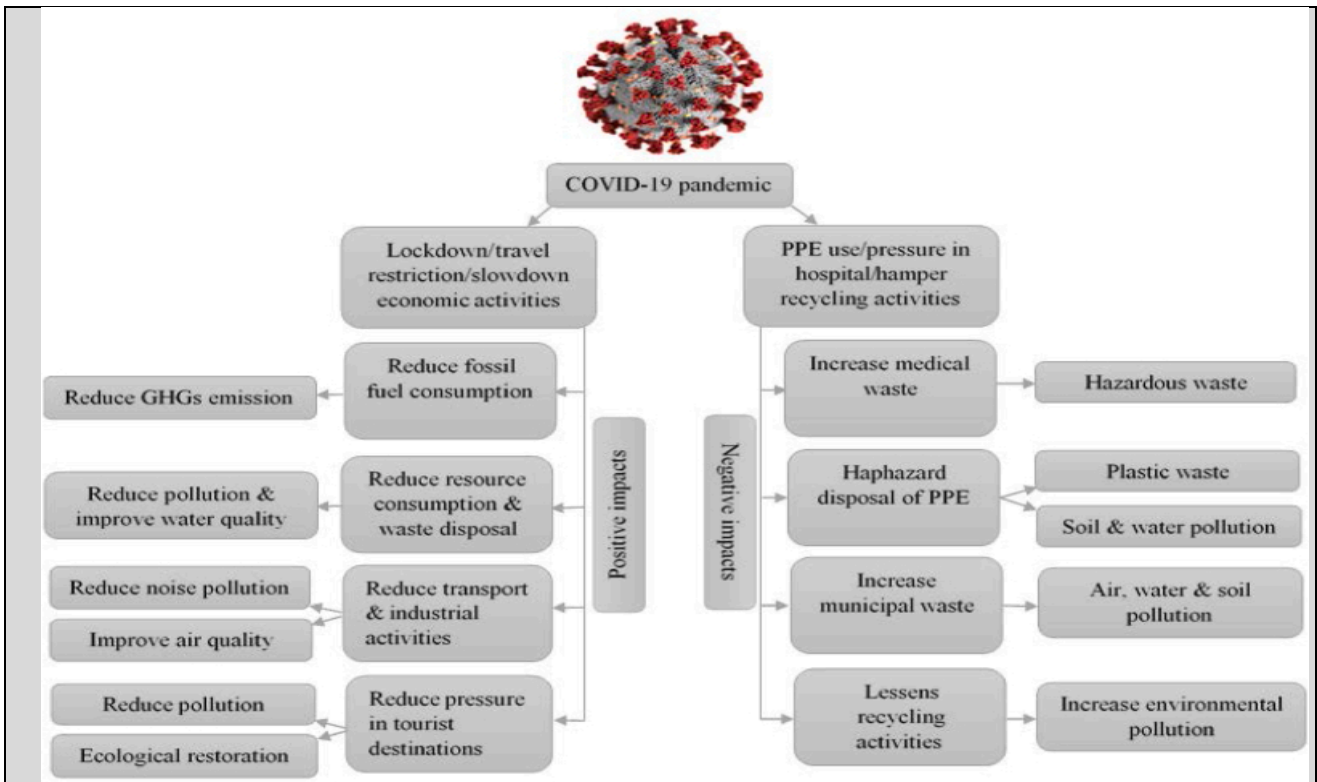 COVID-19 pandemic
Lockdown/travel
restriction/slowdown
economic activities
PPE use/pressure in
hospital/hamper
recycling activities
Positive impacts
Reduce fossil
fuel consumption
Reduce GHGs emission
Reduce resource
consumption &
waste disposal
Reduce pollution &
improve water quality
Reduce transport
& industrial
activities
Reduce noise pollution
Improve air quality
Reduce pressure
in tourist
destinations
Reduce pollution
Ecological restoration
Negative impacts
Increase medical
waste
Hazardous waste
Haphazard
disposal of PPE
Plastic waste
Soil & water pollution
Increase
municipal waste
Air, water & soil
pollution
Lessens
recycling
activities
Increase environmental
pollution